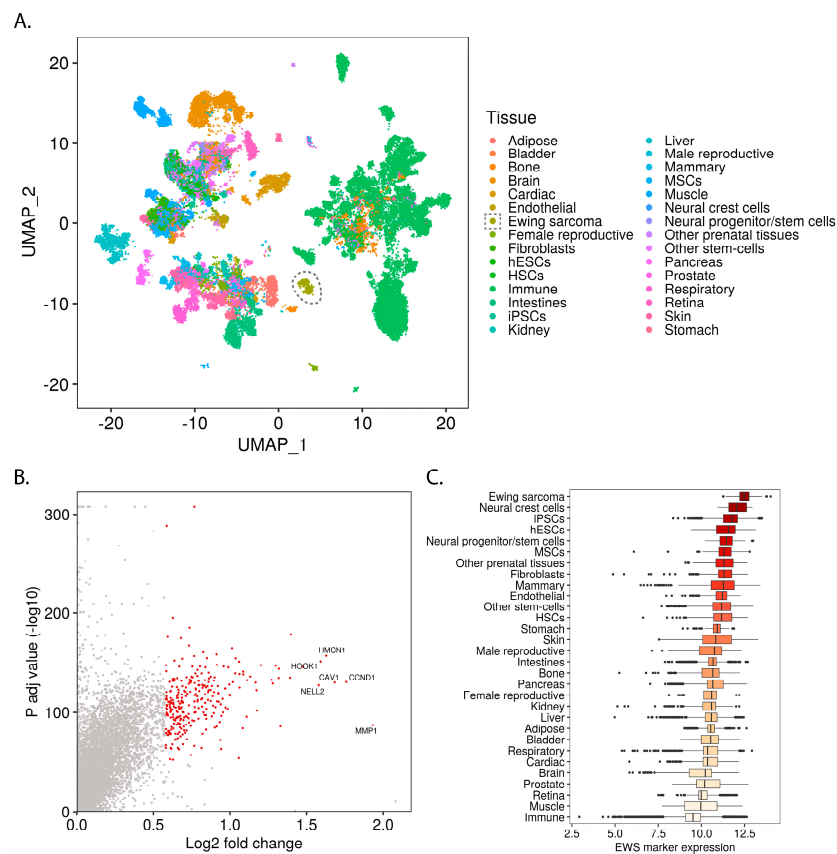 A.
20
10
0
-10
-20
UMAP_2
-20
-10
0
10
20
UMAP_1
Tissue
Adipose
Bladder
Bone
Brain
Cardiac
Endothelial
Ewing sarcoma
Female reproductive
Fibroblasts
hESCs
HSCs
Immune
Intestines
iPSCs
Kidney
Liver
Male reproductive
Mammary
MSCs
Muscle
Neural crest cells
Neural progenitor/stem cells
Other prenatal tissues
Other stem-cells
Pancreas
Prostate
Respiratory
Retina
Skin
Stomach
B.
300
200
100
0
P adj value (-log10)
HOOK1
CAV1
CCND1
NELL2
MMP1
0.0
0.5
1.0
1.5
2.0
Log2 fold change
C.
Ewing sarcoma
Neural crest cells
iPSCs
hESCs
Neural progenitor/stem cells
MSCs
Other prenatal tissues
Fibroblasts
Mammary
Endothelial
Other stem-cells
HSCs
Stomach
Skin
Male reproductive
Intestines
Bone
Pancreas
Female reproductive
Kidney
Liver
Adipose
Bladder
Respiratory
Cardiac
Brain
Prostate
Retina
Muscle
Immune
2.5
5.0
7.5
10.0
12.5
EWS marker expression